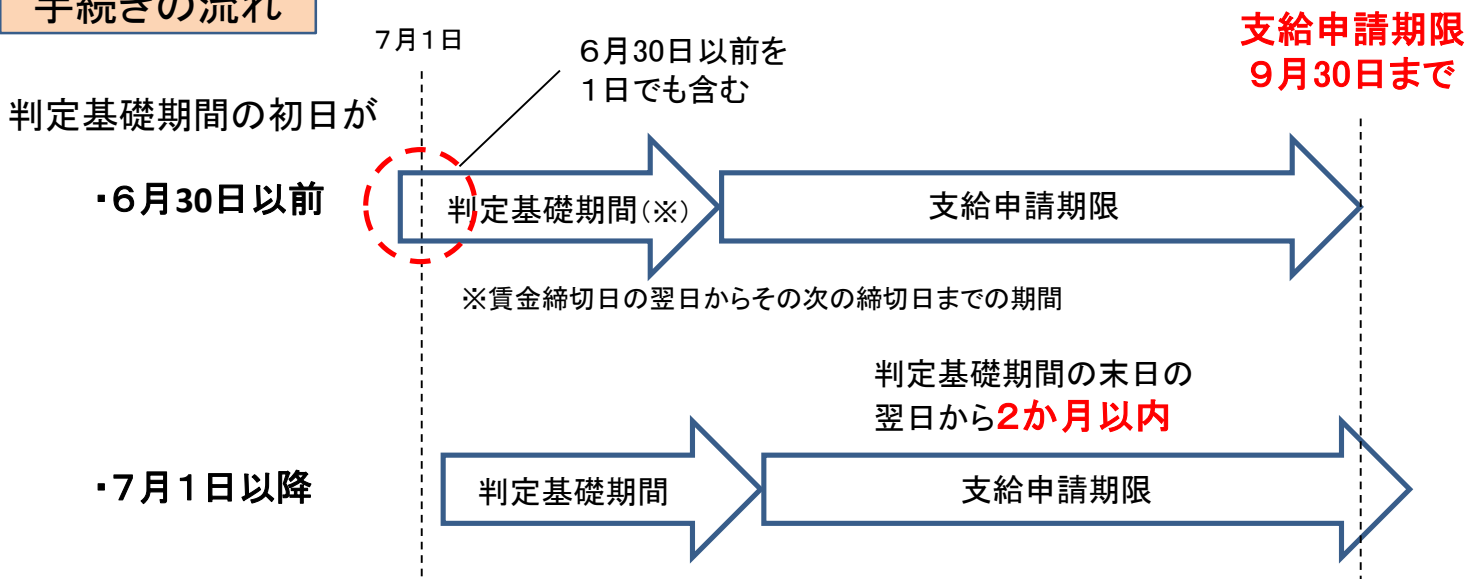 手続きの流れ
7月1日
6月30日以前を
1日でも含む
支給申請期限
9月30日まで
判定基礎期間の初日が
・6月30日以前
判定基礎期間(※)
支給申請期限
※賃金締切日の翌日からその次の締切日までの期間
判定基礎期間の末日の
翌日から2か月以内
・7月1日以降
判定基礎期間
支給申請期限